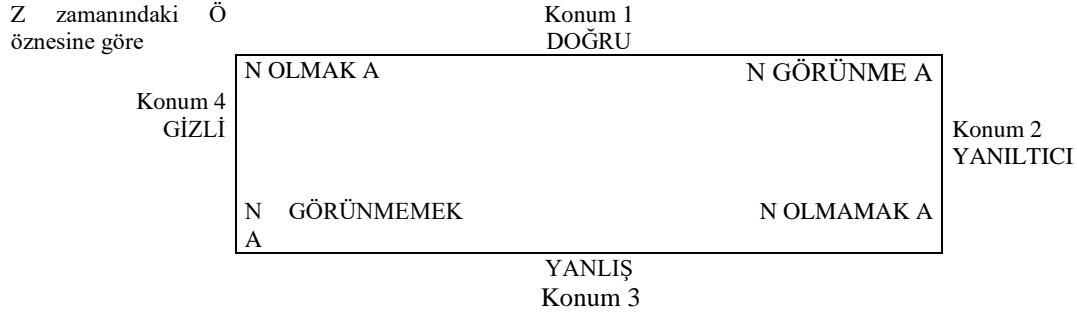 Z zamanındaki Ö
öznesine göre
Konum 1
DOĞRU
N OLMAK A
N GÖRÜNME A
Konum 4
GİZLİ
Konum 2
YANILTICI
N GÖRÜNMEMEK
A
N OLMAMAK A
YANLIŞ
Konum 3